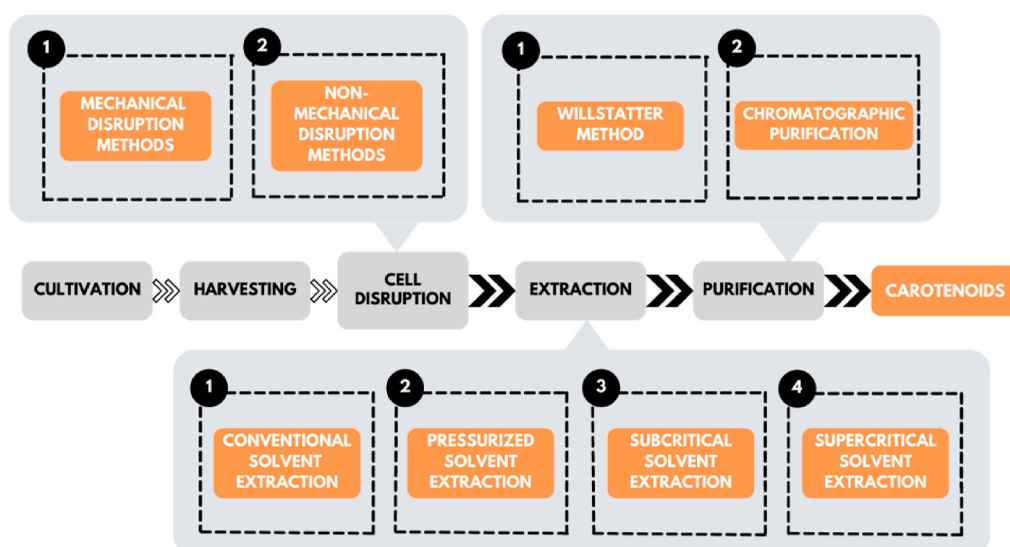 1
MECHANICAL
DISRUPTION
METHODS
2
NON-
MECHANICAL
DISRUPTION
METHODS
1
WILLSTATTER
METHOD
2
CHROMATOGRAPHIC
PURIFICATION
CULTIVATION
HARVESTING
CELL
DISRUPTION
EXTRACTION
PURIFICATION
CAROTENOIDS
1
CONVENTIONAL
SOLVENT
EXTRACTION
2
PRESSURIZED
SOLVENT
EXTRACTION
3
SUBCRITICAL
SOLVENT
EXTRACTION
4
SUPERCRITICAL
SOLVENT
EXTRACTION